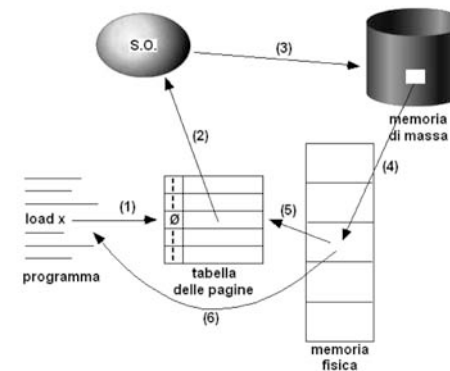 S.O.
(3)
memoria
di massa
(2)
(4)
load x
(1)
Ø
(5)
programma
tabella
delle pagine
(6)
memoria
fisica